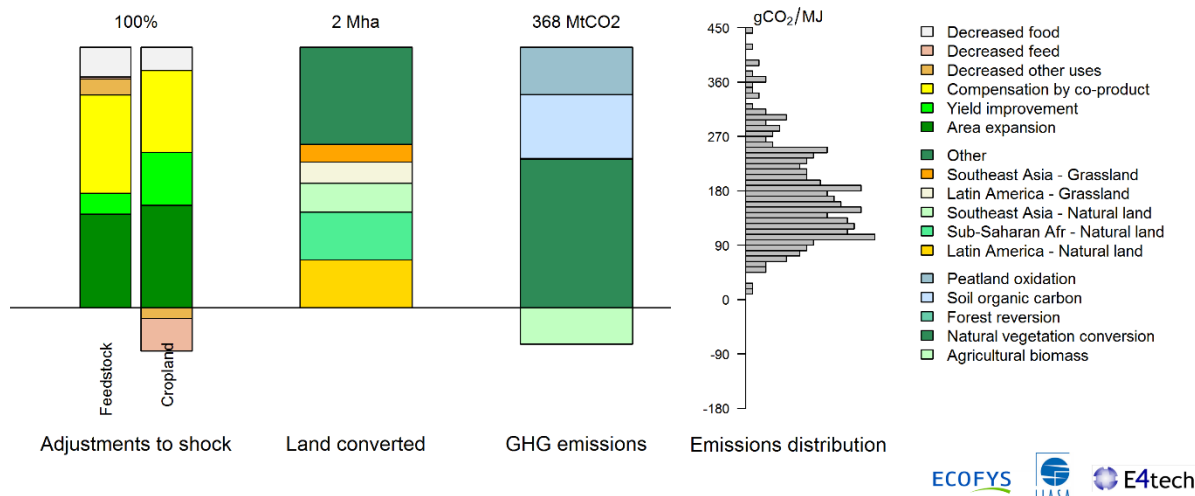 100%
2 Mha
368 MtCO2
gCO2/MJ
450
360
270
180
90
0
-90
-180
Feedstock
Cropland
Adjustments to shock
Land converted
GHG emissions
Emissions distribution
Decreased food
Decreased feed
Decreased other uses
Compensation by co-product
Yield improvement
Area expansion
Other
Southeast Asia - Grassland
Latin America - Grassland
Southeast Asia - Natural land
Sub-Saharan Afr - Natural land
Latin America - Natural land
Peatland oxidation
Soil organic carbon
Forest reversion
Natural vegetation conversion
Agricultural biomass
ECOFYS
IIASA
E4tech